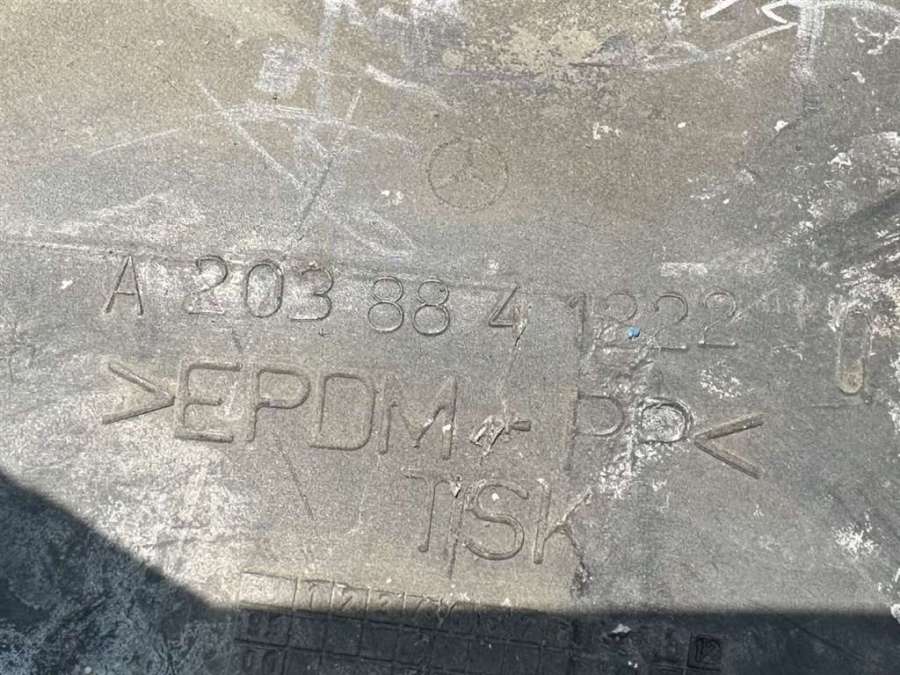 A 203 88 4 1222
>EPDM + PP<
TSK